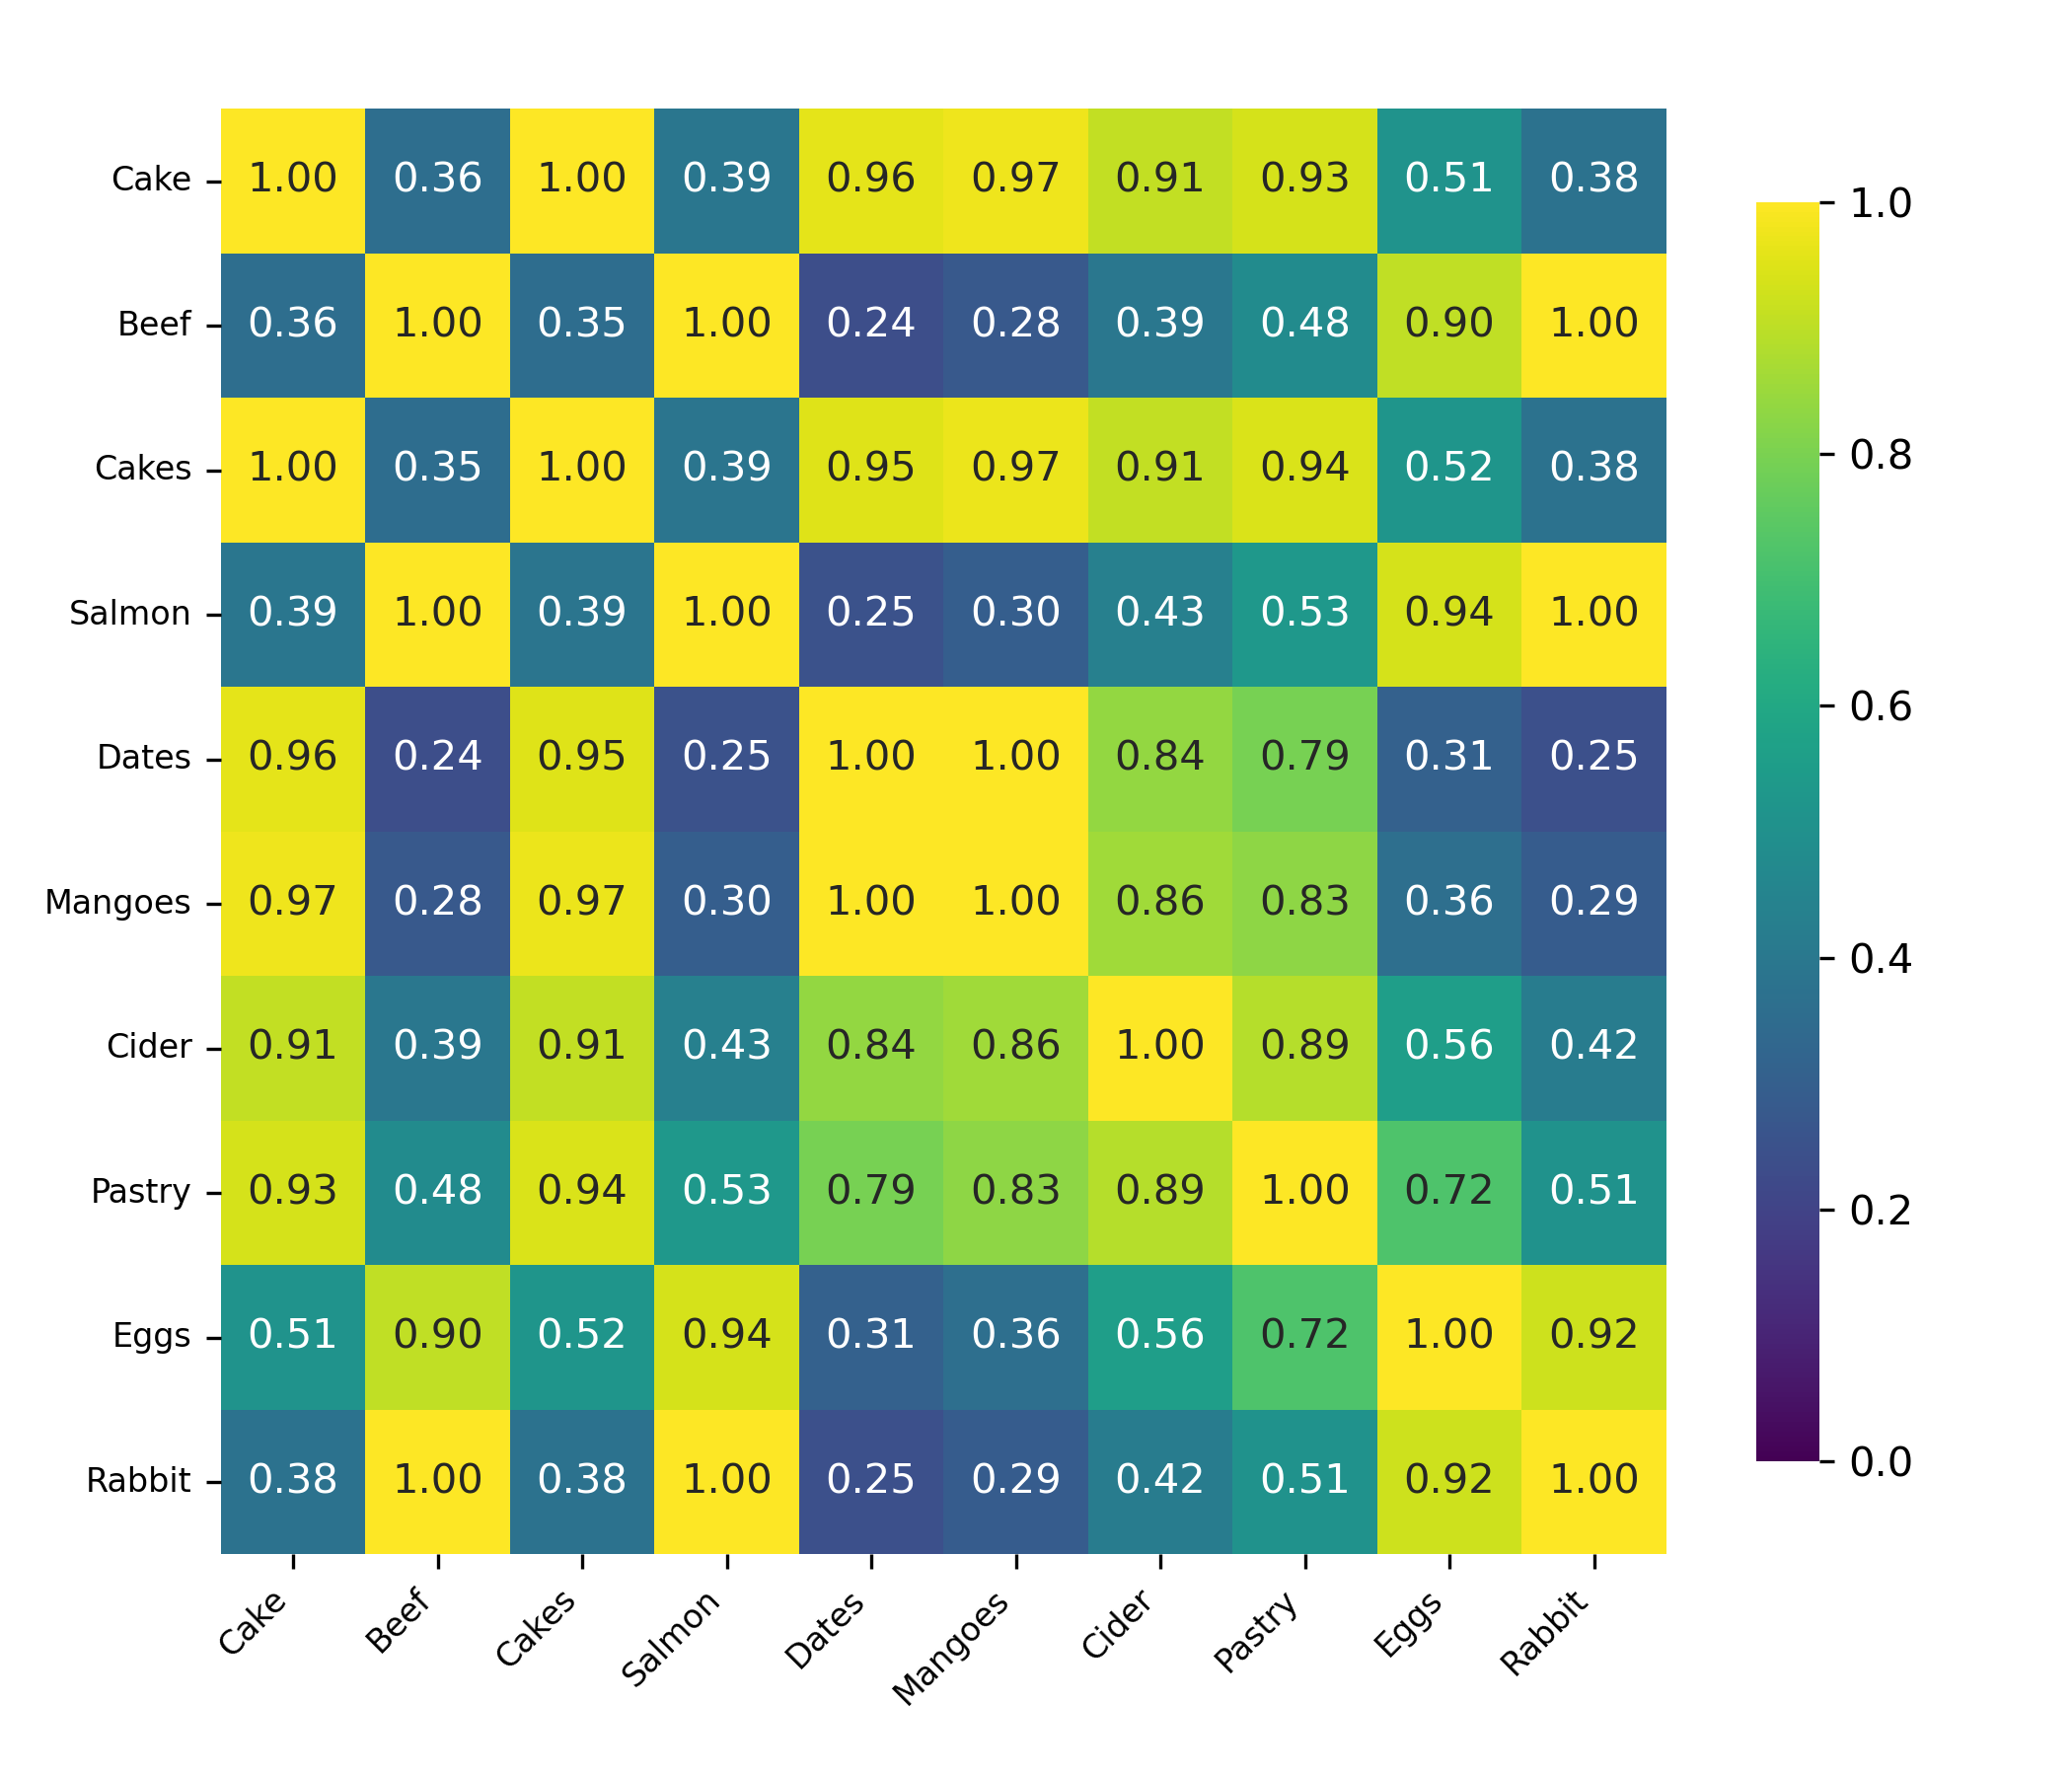 Cake 1.00 0.36 1.00 0.39 0.96 0.97 0.91 0.93 0.51 0.38
Beef 0.36 1.00 0.35 1.00 0.24 0.28 0.39 0.48 0.90 1.00
Cakes 1.00 0.35 1.00 0.39 0.95 0.97 0.91 0.94 0.52 0.38
Salmon 0.39 1.00 0.39 1.00 0.25 0.30 0.43 0.53 0.94 1.00
Dates 0.96 0.24 0.95 0.25 1.00 1.00 0.84 0.79 0.31 0.25
Mangoes 0.97 0.28 0.97 0.30 1.00 1.00 0.86 0.83 0.36 0.29
Cider 0.91 0.39 0.91 0.43 0.84 0.86 1.00 0.89 0.56 0.42
Pastry 0.93 0.48 0.94 0.53 0.79 0.83 0.89 1.00 0.72 0.51
Eggs 0.51 0.90 0.52 0.94 0.31 0.36 0.56 0.72 1.00 0.92
Rabbit 0.38 1.00 0.38 1.00 0.25 0.29 0.42 0.51 0.92 1.00
Cake Beef Cakes Salmon Dates Mangoes Cider Pastry Eggs Rabbit
1.0
0.8
0.6
0.4
0.2
0.0